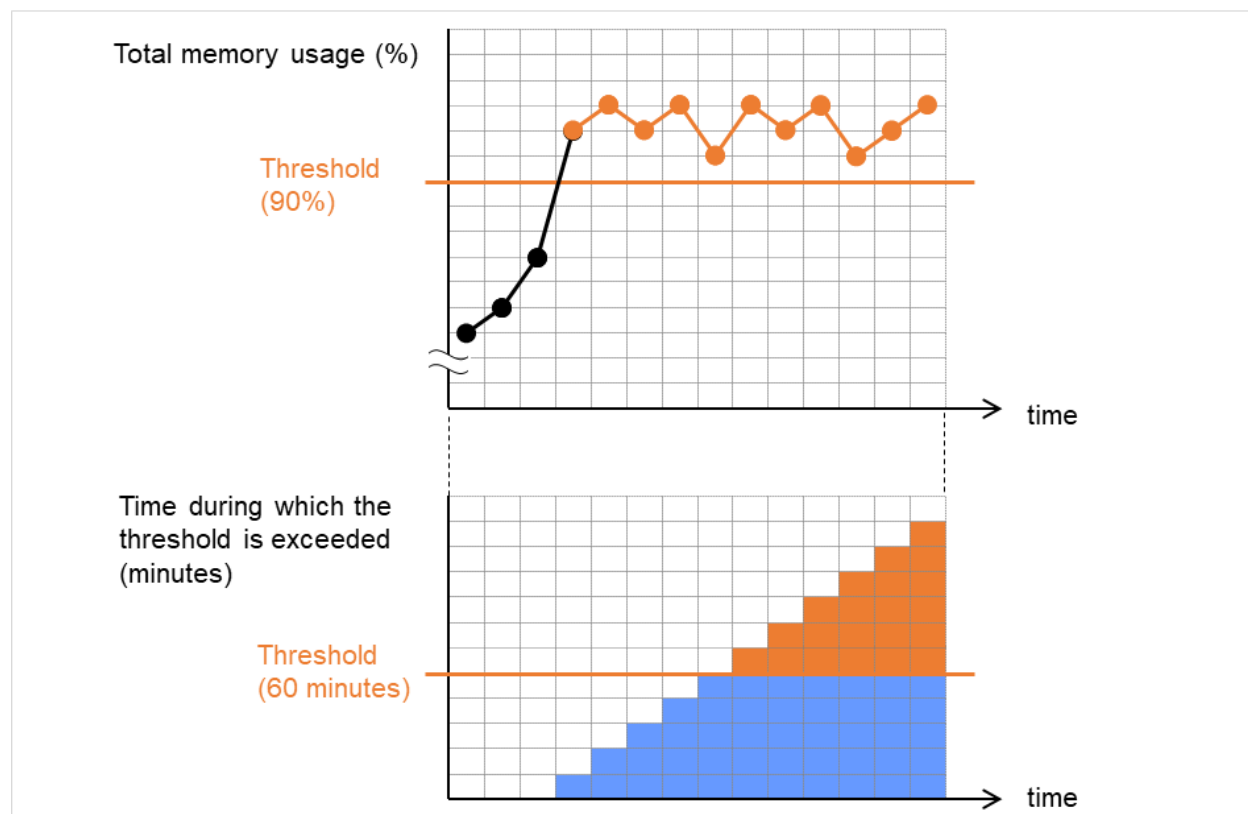 Total memory usage (%)
Threshold
(90%)
time
Time during which the
threshold is exceeded
(minutes)
Threshold
(60 minutes)
time